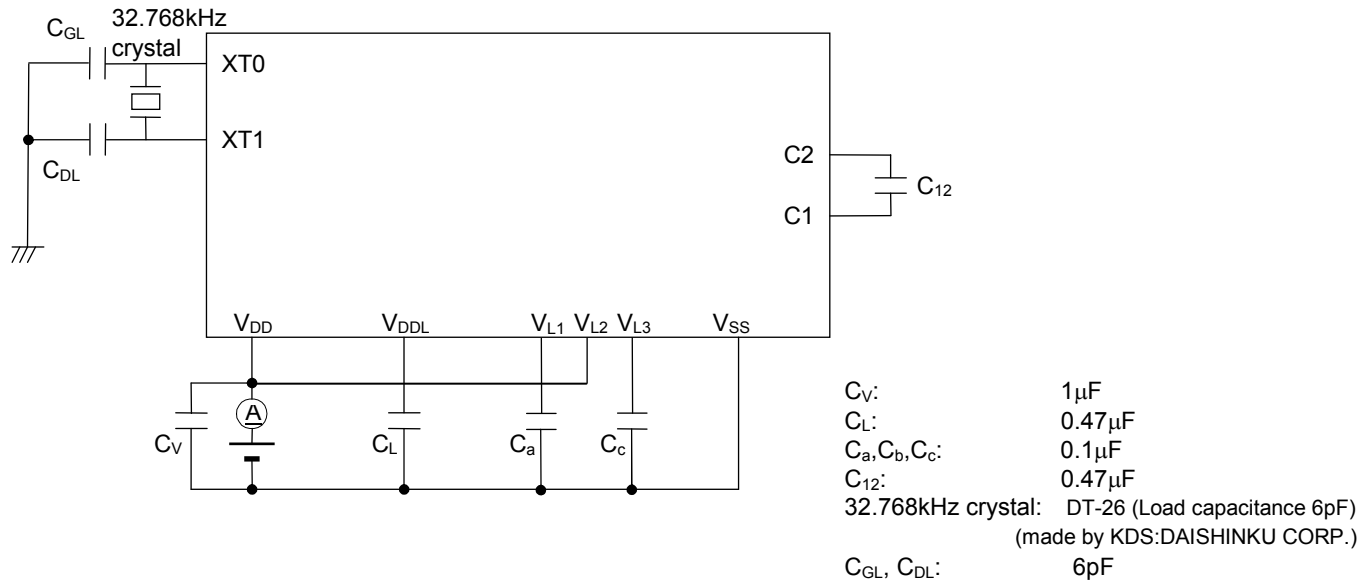 C_GL
32.768kHz
crystal
XT0
XT1
C_DL
C2
C1
C_12
V_DD
V_DDL
V_L1
V_L2
V_L3
V_SS
A
C_V
C_L
C_a
C_c
C_V: 1μF
C_L: 0.47μF
C_a,C_b,C_c: 0.1μF
C_12: 0.47μF
32.768kHz crystal: DT-26 (Load capacitance 6pF)
(made by KDS:DAISHINKU CORP.)
C_GL, C_DL: 6pF